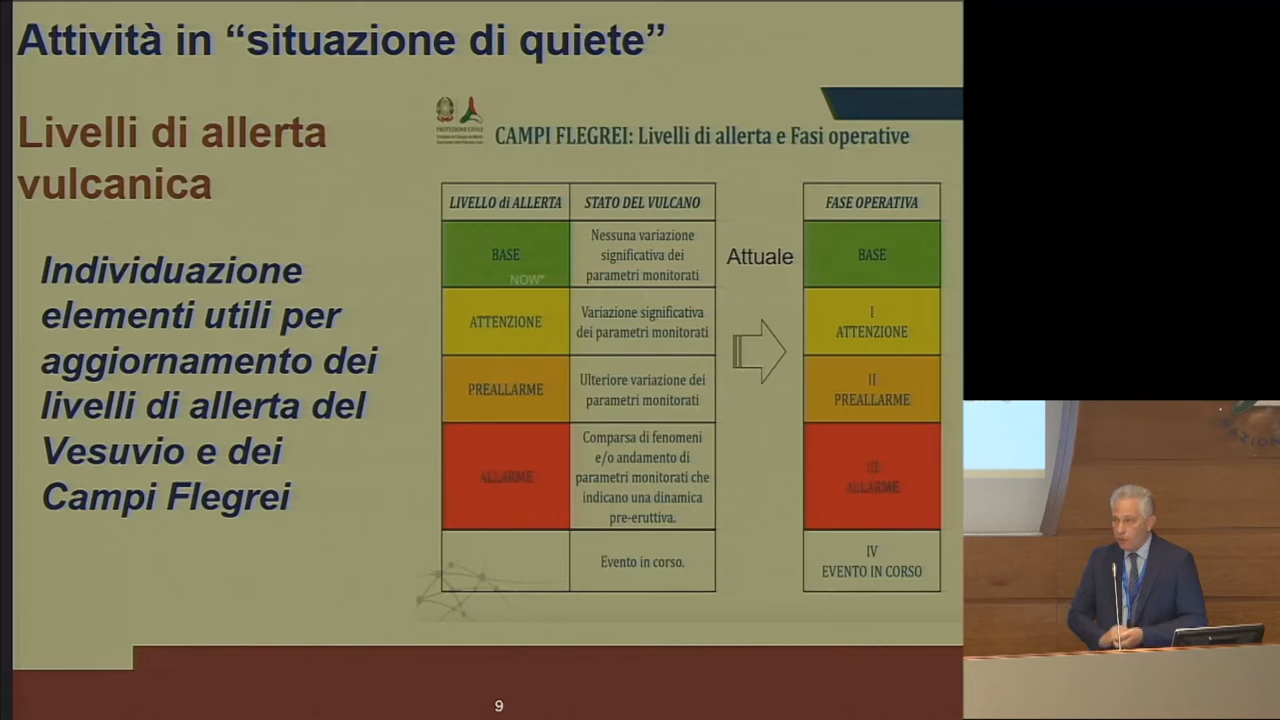 Attività in “situazione di quiete”
Livelli di allerta
vulcanica
Individuazione
elementi utili per
aggiornamento dei
livelli di allerta del
Vesuvio e dei
Campi Flegrei
PROTEZIONE CIVILE
CAMPI FLEGREI: Livelli di allerta e Fasi operative
LIVELLO di ALLERTA
STATO DEL VULCANO
BASE
NOW"
Nessuna variazione
significativa dei
parametri monitorati
ATTENZIONE
Variazione significativa
dei parametri monitorati
PREALLARME
Ulteriore variazione dei
parametri monitorati
ALLARME
Comparsa di fenomeni
e/o andamento di
parametri monitorati che
indicano una dinamica
pre-eruttiva.
Evento in corso.
Attuale
FASE OPERATIVA
BASE
I
ATTENZIONE
II
PREALLARME
III
ALLARME
IV
EVENTO IN CORSO
9